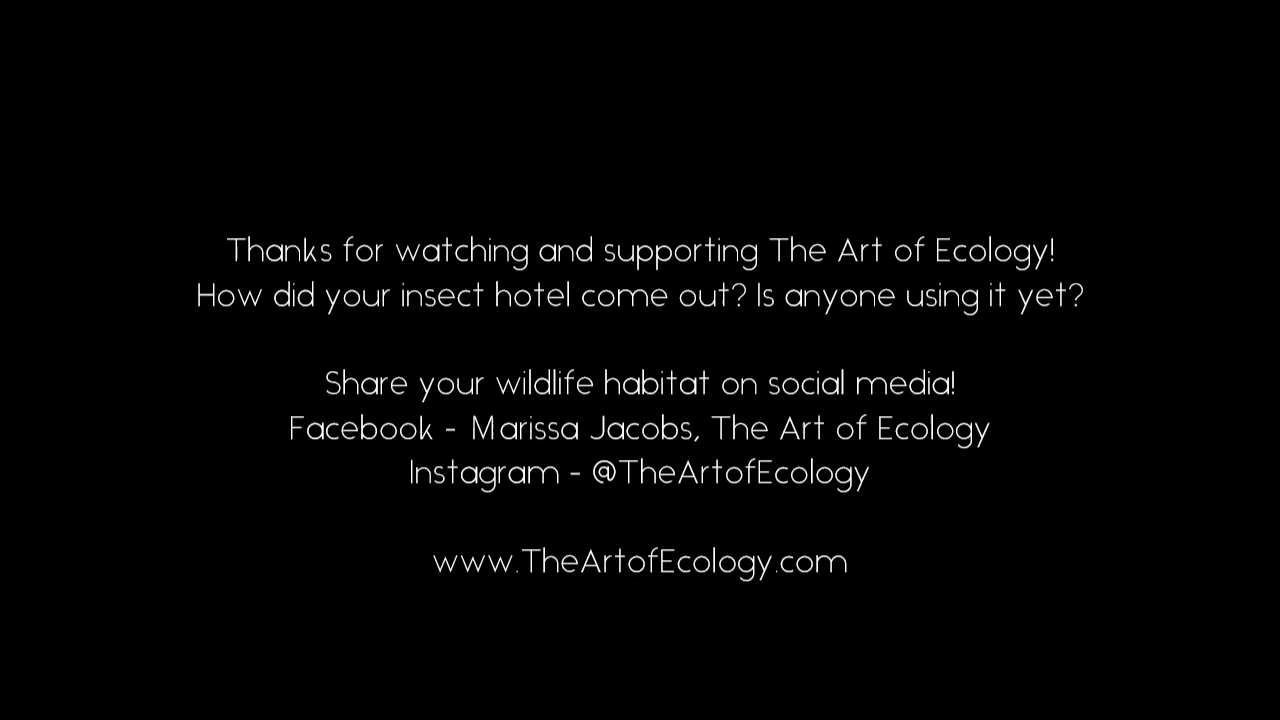 Thanks for watching and supporting The Art of Ecology!
How did your insect hotel come out? Is anyone using it yet?
Share your wildlife habitat on social media!
Facebook - Marissa Jacobs, The Art of Ecology
Instagram - @TheArtofEcology
www.TheArtofEcology.com